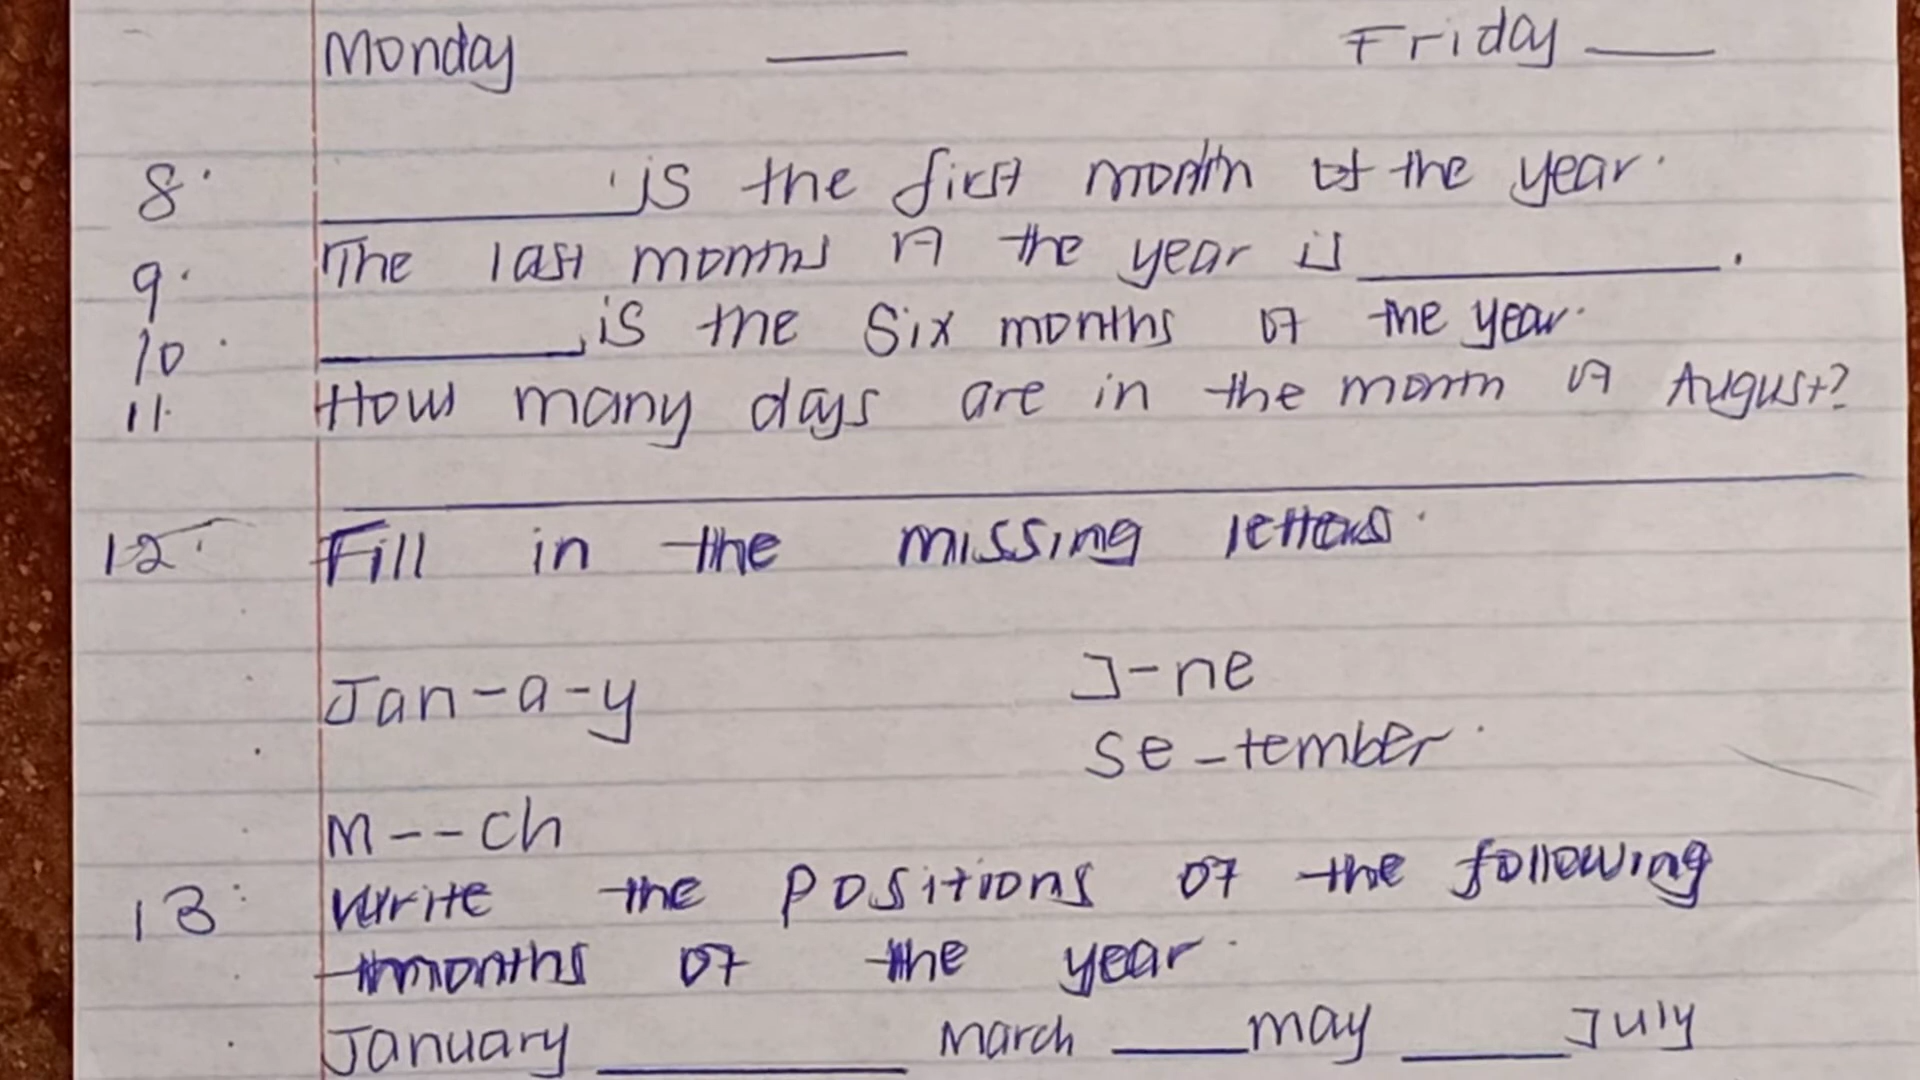 Monday ___ Friday ___
8. ___ is the first month of the year.
9. The last months of the year is ___.
10. ___ is the Six months of the year.
11. How many days are in the month of August?
12. Fill in the missing letters.
Jan-a-y J-ne
Se-tember.
M--ch
13. Write the positions of the following
months of the year.
January ___ March ___ may ___ July